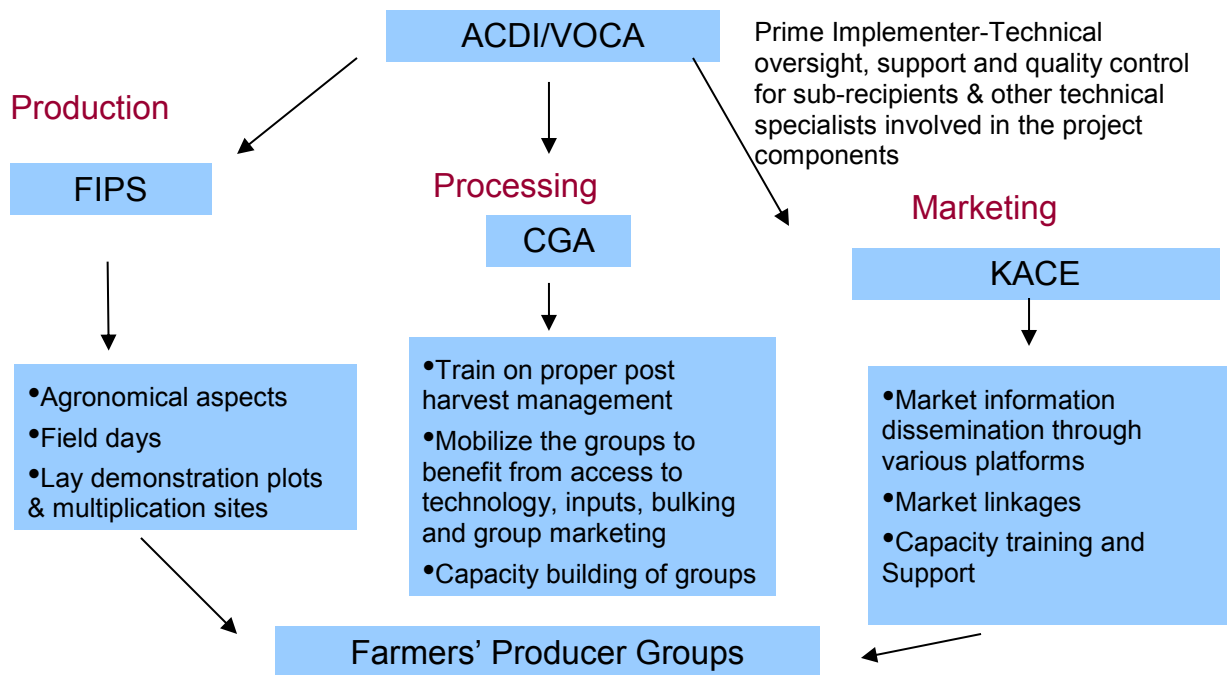 ACDI/VOCA
Prime Implementer-Technical
oversight, support and quality control
for sub-recipients & other technical
specialists involved in the project
components
Production
FIPS
Processing
CGA
Marketing
KACE
•Agronomical aspects
•Field days
•Lay demonstration plots
& multiplication sites
•Train on proper post
harvest management
•Mobilize the groups to
benefit from access to
technology, inputs, bulking
and group marketing
•Capacity building of groups
•Market information
dissemination through
various platforms
•Market linkages
•Capacity training and
Support
Farmers’ Producer Groups